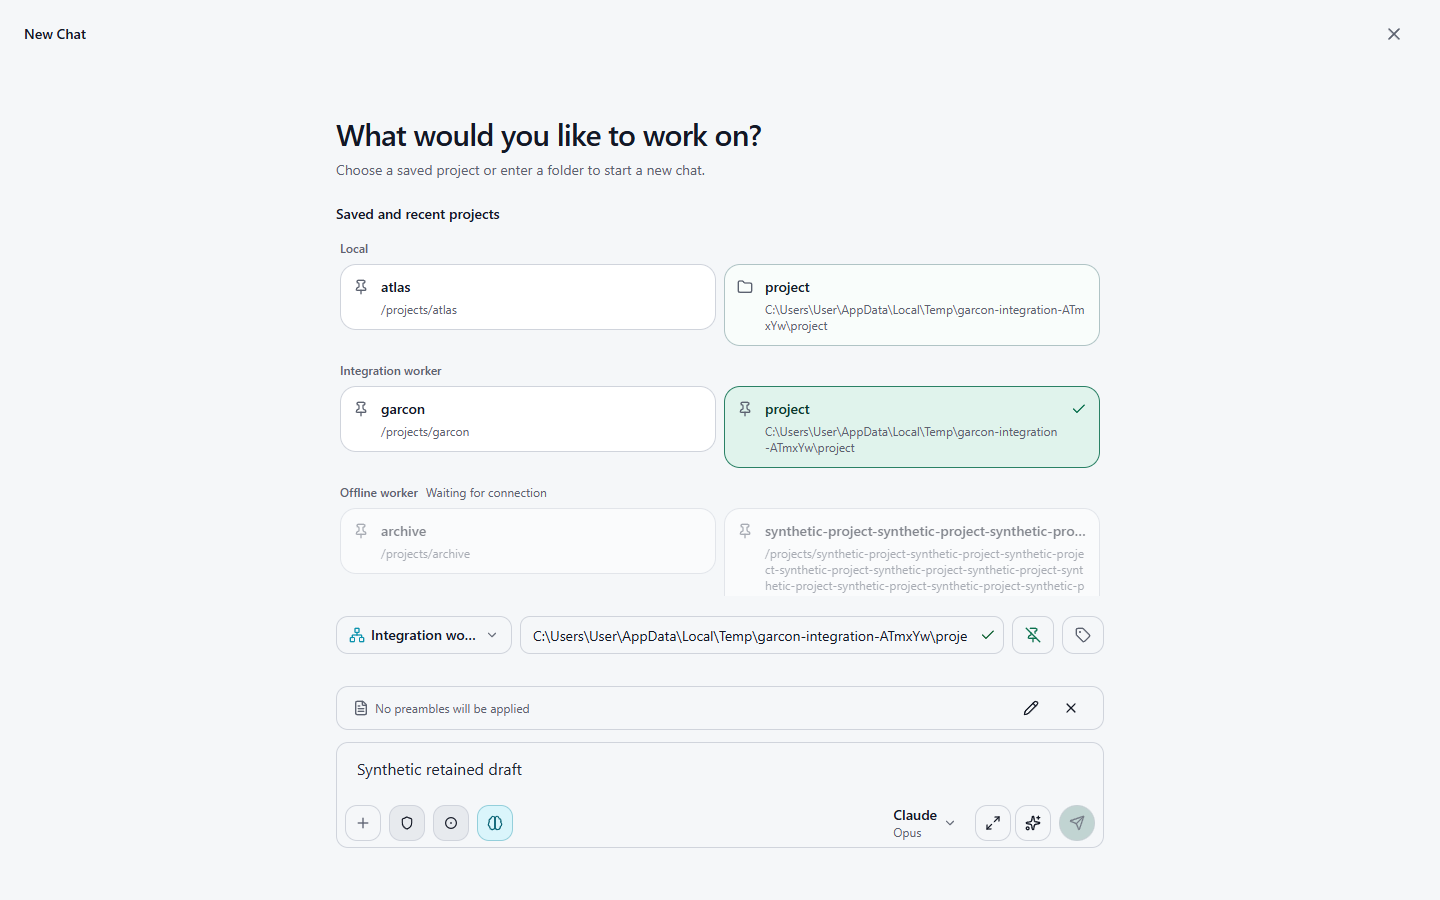 New Chat
What would you like to work on?
Choose a saved project or enter a folder to start a new chat.
Saved and recent projects
Local
atlas
/projects/atlas
project
C:\Users\User\AppData\Local\Temp\garcon-integration-ATm
xYw\project
Integration worker
garcon
/projects/garcon
project
C:\Users\User\AppData\Local\Temp\garcon-integration
-ATmxYw\project
Offline worker Waiting for connection
archive
/projects/archive
synthetic-project-synthetic-project-synthetic-pro...
/projects/synthetic-project-synthetic-project-synthetic-proje
ct-synthetic-project-synthetic-project-synthetic-project-synt
hetic-project-synthetic-project-synthetic-project-synthetic-p
Integration wo...
C:\Users\User\AppData\Local\Temp\garcon-integration-ATmxYw\proje
No preambles will be applied
Synthetic retained draft
Claude
Opus